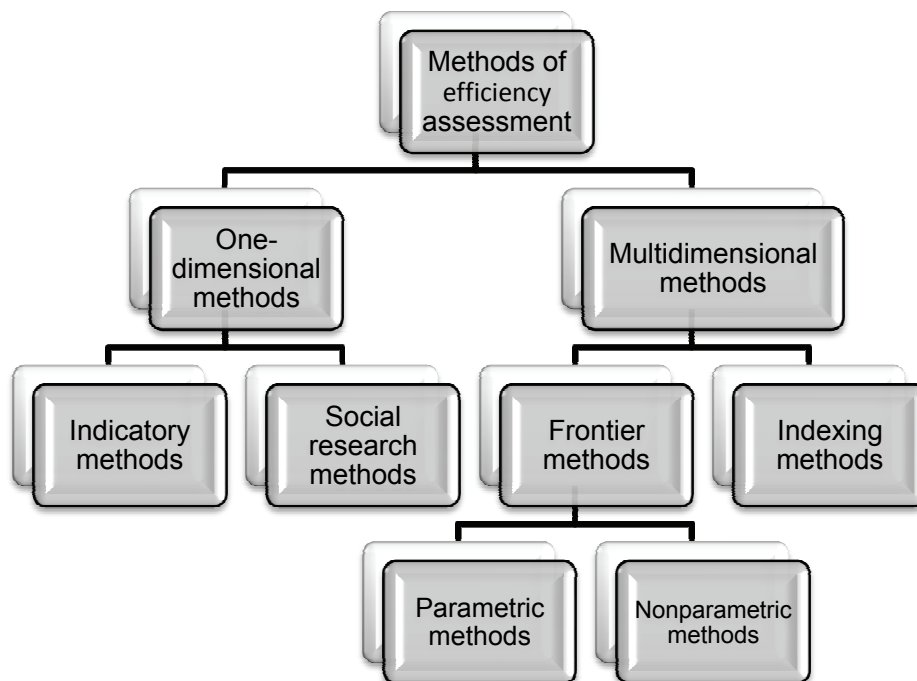 Methods of
efficiency
assessment
One-
dimensional
methods
Multidimensional
methods
Indicatory
methods
Social
research
methods
Frontier
methods
Indexing
methods
Parametric
methods
Nonparametric
methods